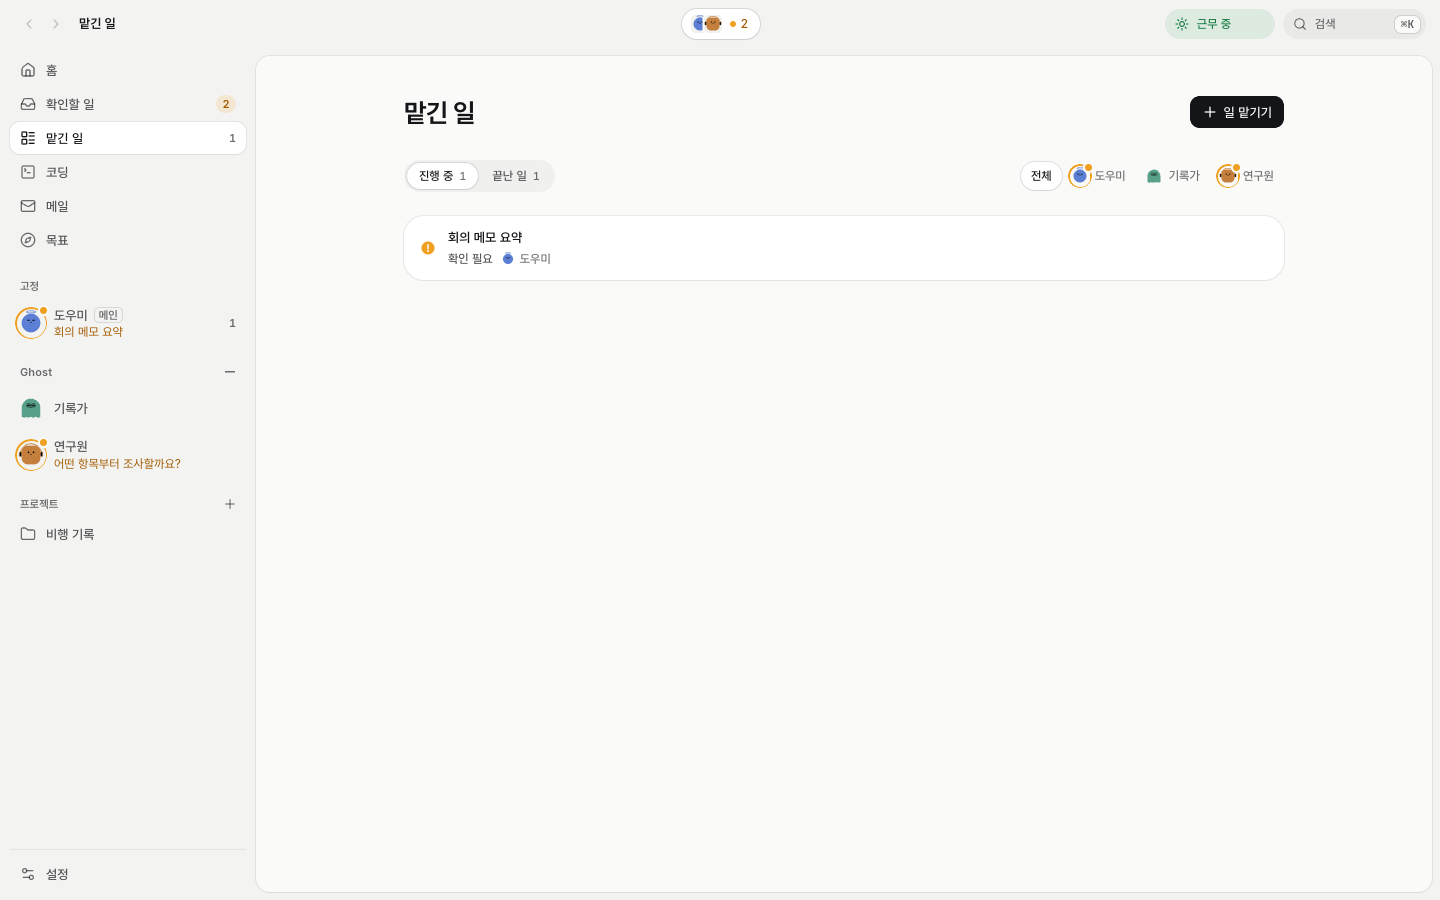 맡긴 일
2
근무 중
검색
⌘K
홈
확인할 일
2
맡긴 일
1
코딩
메일
목표
고정
도우미
메인
회의 메모 요약
1
Ghost
기록가
연구원
어떤 항목부터 조사할까요?
프로젝트
비행 기록
설정
맡긴 일
일 맡기기
진행 중 1
끝난 일 1
전체
도우미
기록가
연구원
회의 메모 요약
확인 필요
도우미